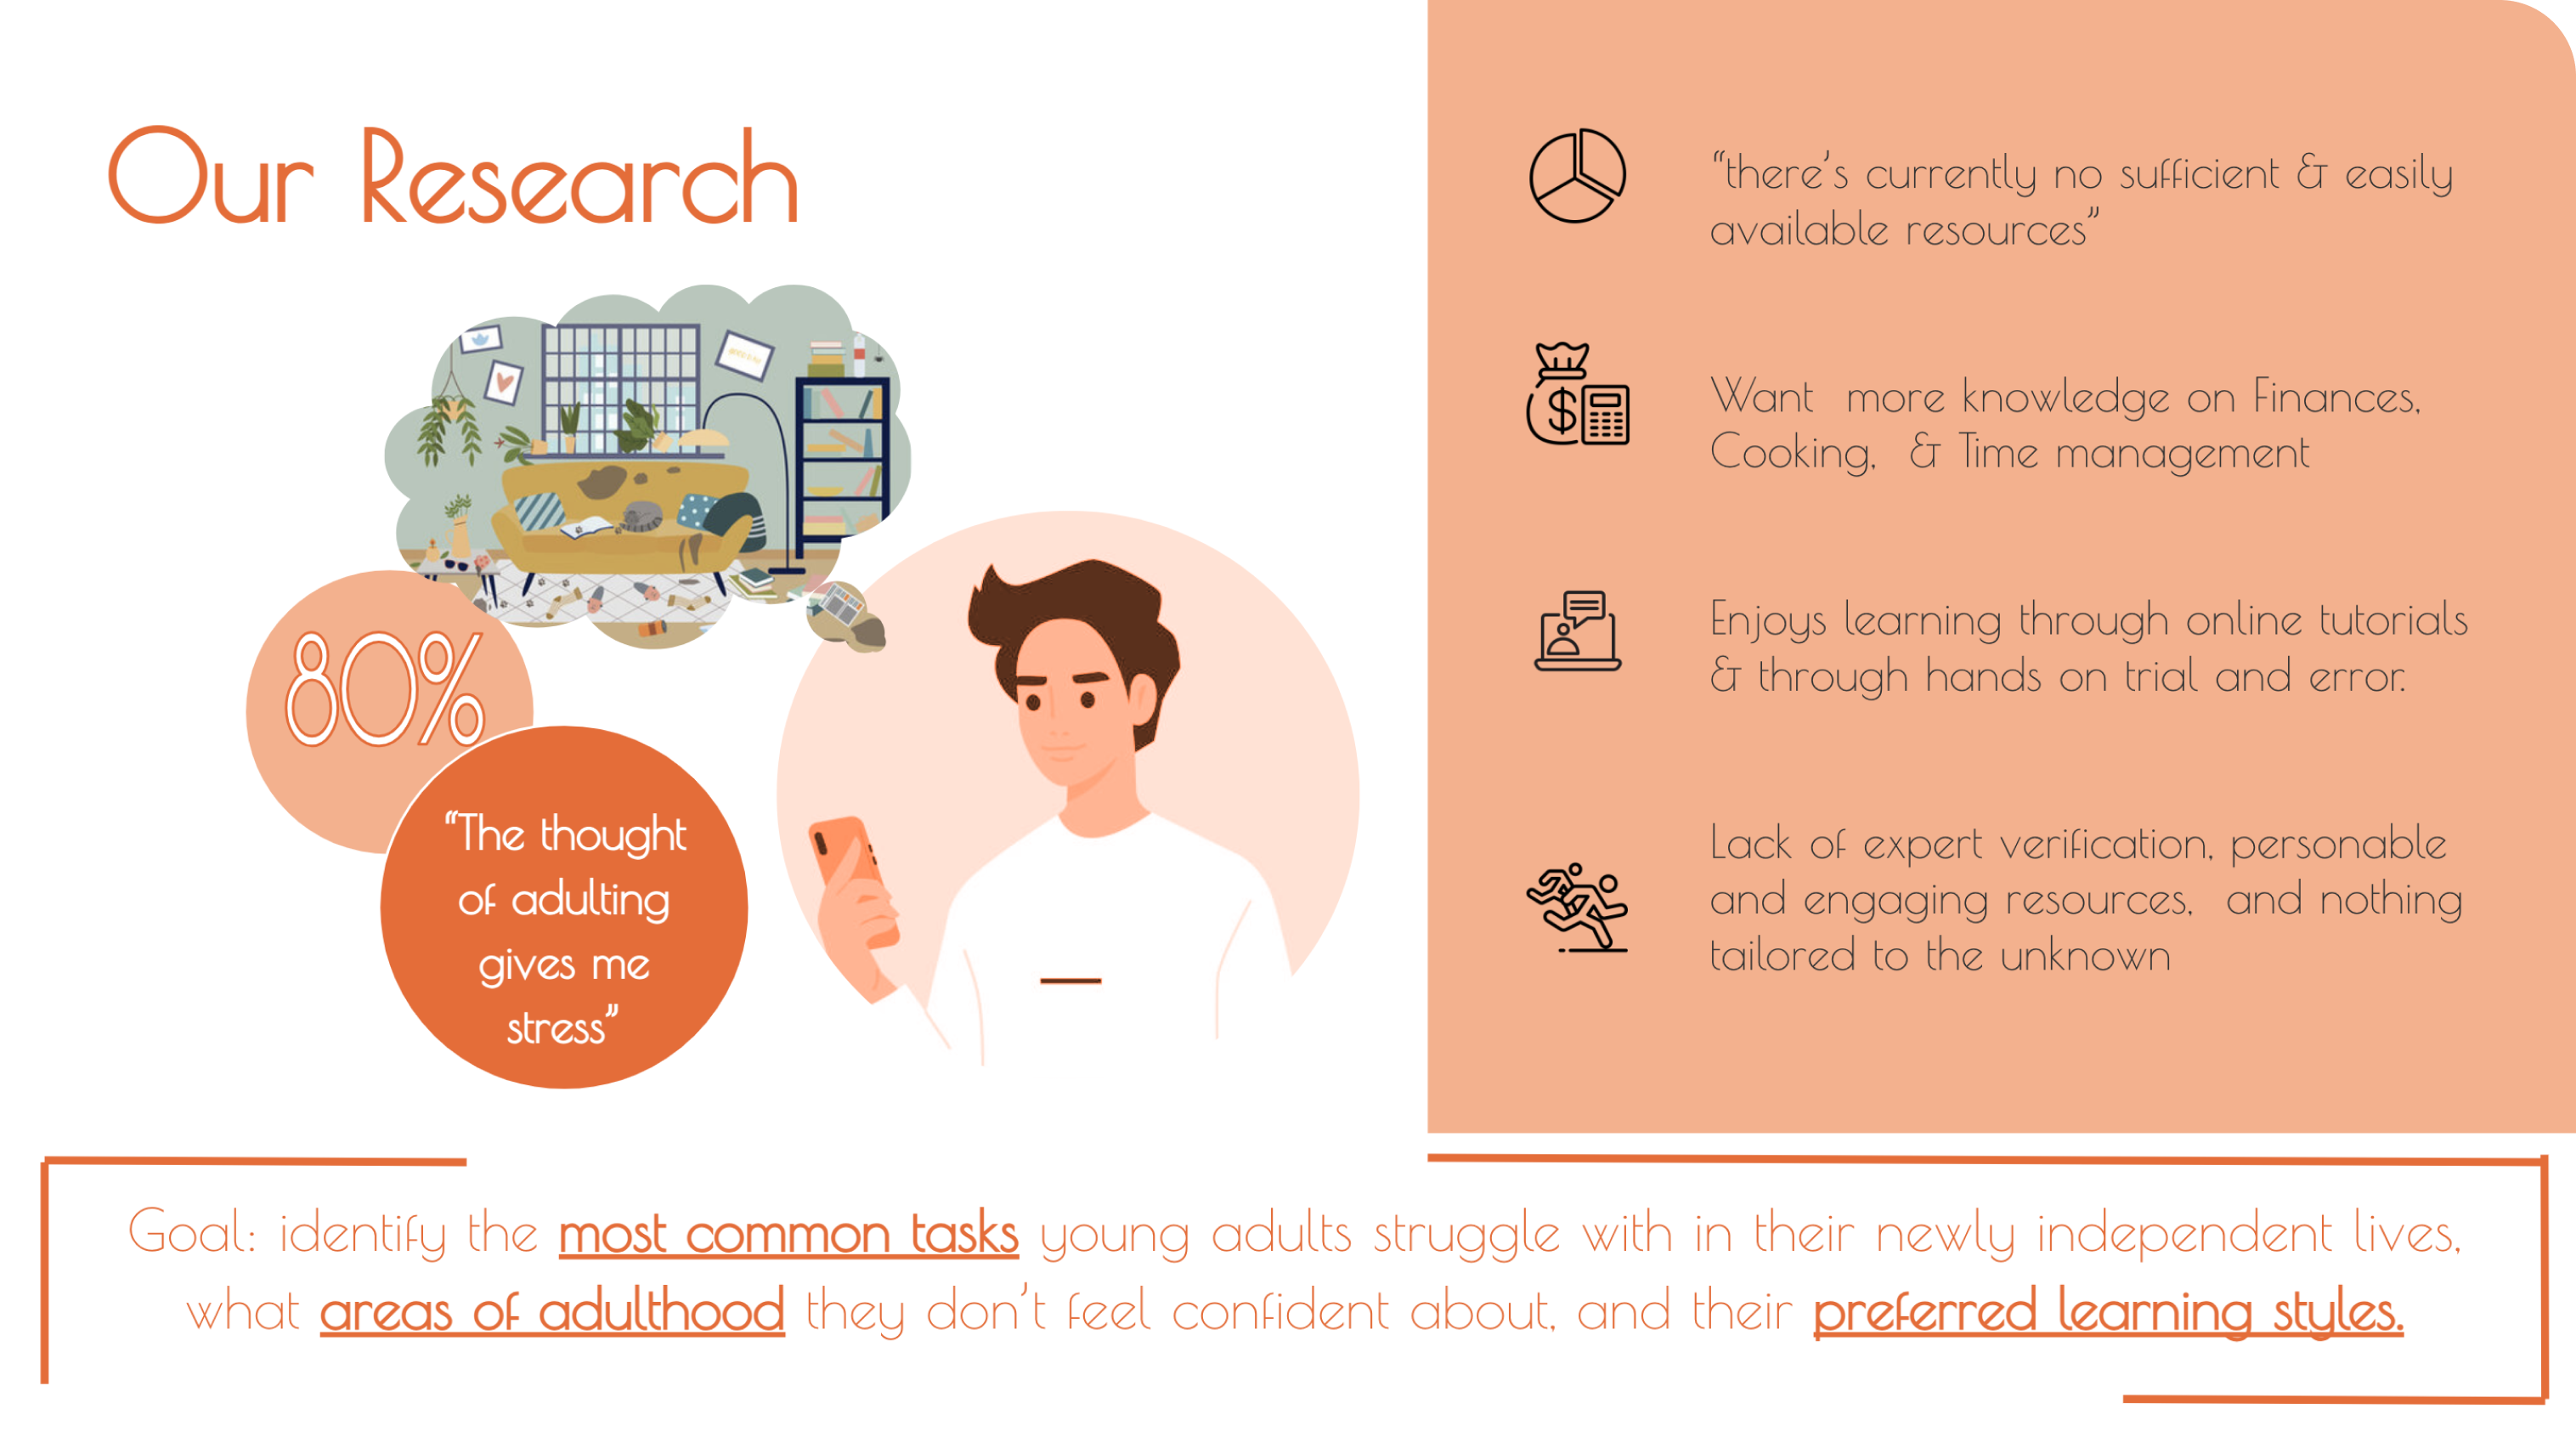 Our Research
80%
“The thought
of adulting
gives me
stress”
“there’s currently no sufficient & easily
available resources”
Want more knowledge on Finances,
Cooking, & Time management
Enjoys learning through online tutorials
& through hands on trial and error.
Lack of expert verification, personable
and engaging resources, and nothing
tailored to the unknown
Goal: identify the most common tasks young adults struggle with in their newly independent lives,
what areas of adulthood they don’t feel confident about, and their preferred learning styles.